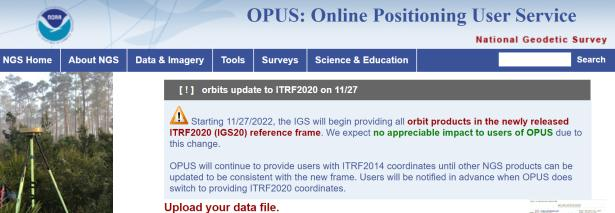 NOAA
OPUS: Online Positioning User Service
National Geodetic Survey
NGS Home About NGS Data & Imagery Tools Surveys Science & Education Search
[ ! ] orbits update to ITRF2020 on 11/27
Starting 11/27/2022, the IGS will begin providing all orbit products in the newly released
ITRF2020 (IGS20) reference frame. We expect no appreciable impact to users of OPUS due to
this change.
OPUS will continue to provide users with ITRF2014 coordinates until other NGS products can be
updated to be consistent with the new frame. Users will be notified in advance when OPUS does
switch to providing ITRF2020 coordinates.
Upload your data file.